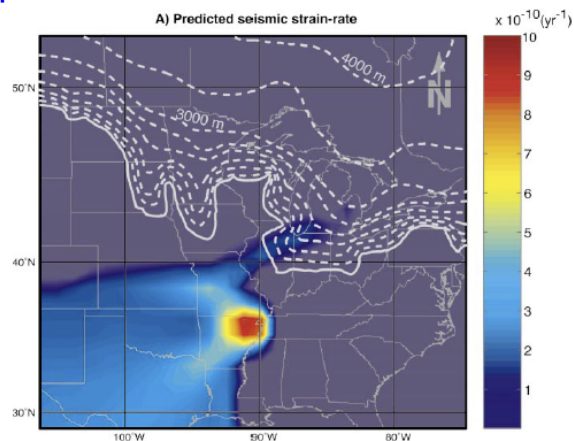 A) Predicted seismic strain-rate
x 10⁻¹⁰(yr⁻¹)
4000 m
3000 m
N
50°N
40°N
30°N
100°W
90°W
80°W
10
9
8
7
6
5
4
3
2
1